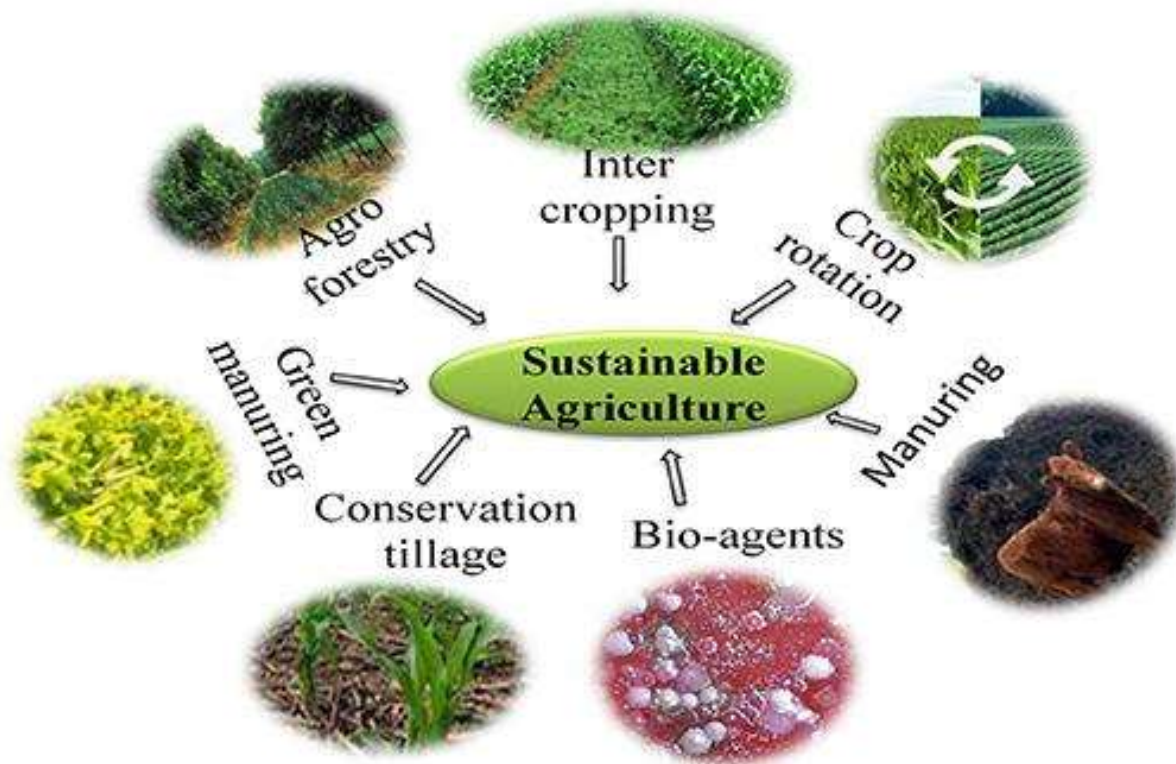 Inter
cropping
Agro
forestry
Crop
rotation
Sustainable
Agriculture
Green
manuring
Manuring
Conservation
tillage
Bio-agents